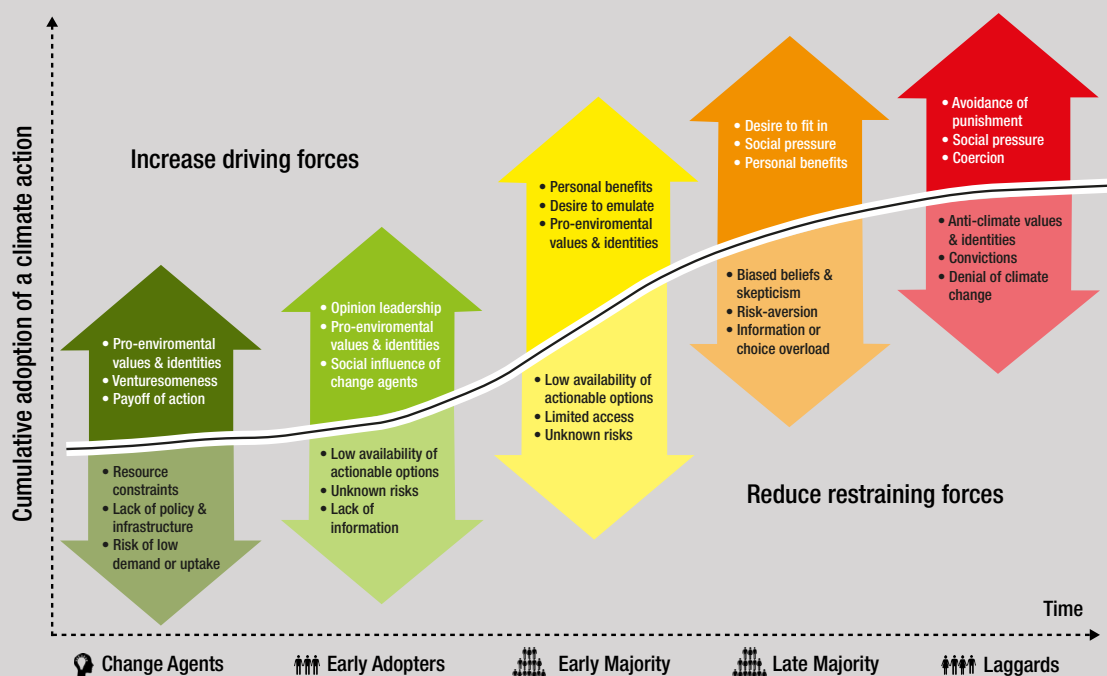 Cumulative adoption of a climate action
Increase driving forces
• Pro-enviromental
values & identities
• Venturesomeness
• Payoff of action
• Resource
constraints
• Lack of policy &
infrastructure
• Risk of low
demand or uptake
• Opinion leadership
• Pro-enviromental
values & identities
• Social influence of
change agents
• Low availability of
actionable options
• Unknown risks
• Lack of
information
• Personal benefits
• Desire to emulate
• Pro-enviromental
values & identities
• Low availability of
actionable options
• Limited access
• Unknown risks
• Desire to fit in
• Social pressure
• Personal benefits
• Biased beliefs &
skepticism
• Risk-aversion
• Information or
choice overload
• Avoidance of
punishment
• Social pressure
• Coercion
• Anti-climate values
& identities
• Convictions
• Denial of climate
change
Reduce restraining forces
Time
Change Agents
Early Adopters
Early Majority
Late Majority
Laggards